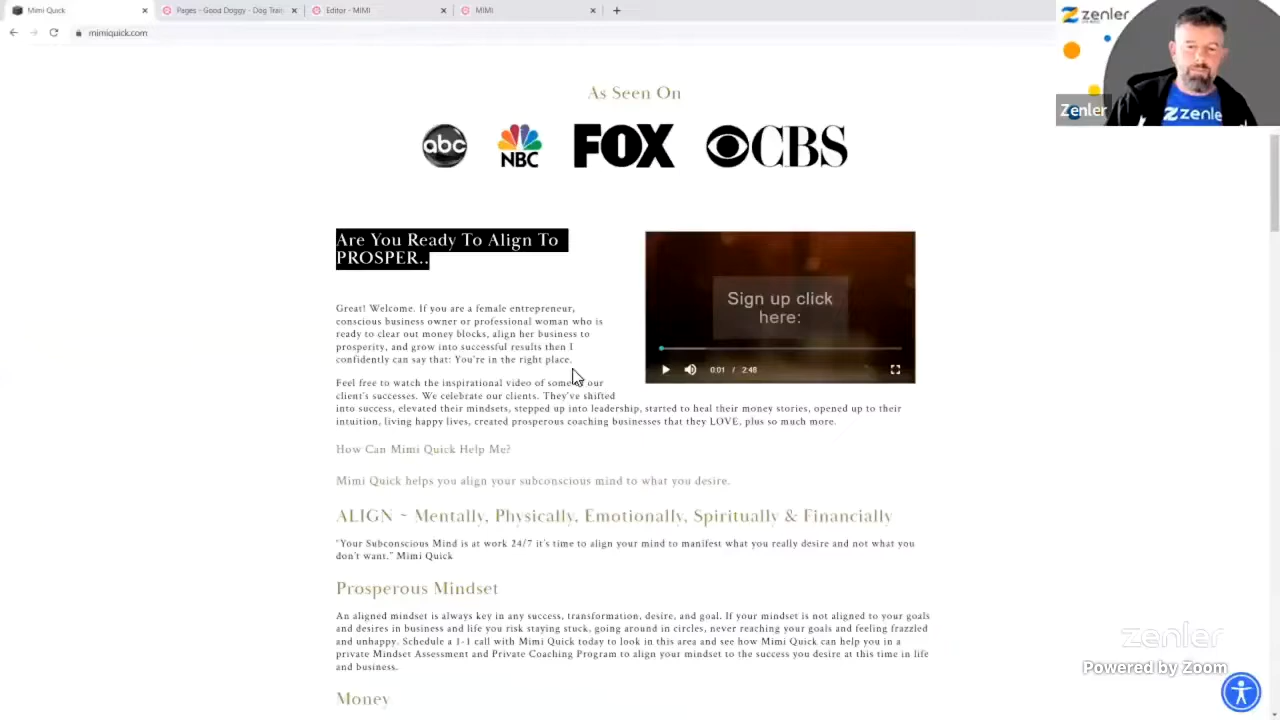 Mimi Quick
Pages - Good Doggy - Dog Train
Editor - MIMI
MIMI
mimiquick.com
zenler
Zenler
zenle
As Seen On
abc
NBC
FOX
CBS
Are You Ready To Align To
PROSPER..
Sign up click
here:
0:01 / 2:48
Great! Welcome. If you are a female entrepreneur,
conscious business owner or professional woman who is
ready to clear out money blocks, align her business to
prosperity, and grow into successful results then I
confidently can say that: You're in the right place.
Feel free to watch the inspirational video of some our
client's successes. We celebrate our clients. They've shifted
into success, elevated their mindsets, stepped up into leadership, started to heal their money stories, opened up to their
intuition, living happy lives, created prosperous coaching businesses that they LOVE, plus so much more.
How Can Mimi Quick Help Me?
Mimi Quick helps you align your subconscious mind to what you desire.
ALIGN ~ Mentally, Physically, Emotionally, Spiritually & Financially
"Your Subconscious Mind is at work 24/7 it's time to align your mind to manifest what you really desire and not what you
don't want." Mimi Quick
Prosperous Mindset
An aligned mindset is always key in any success, transformation, desire, and goal. If your mindset is not aligned to your goals
and desires in business and life you risk staying stuck, going around in circles, never reaching your goals and feeling frazzled
and unhappy. Schedule a 1-1 call with Mimi Quick today to look in this area and see how Mimi Quick can help you in a
private Mindset Assessment and Private Coaching Program to align your mindset to the success you desire at this time in life
and business.
Money
zenler
Powered by Zoom